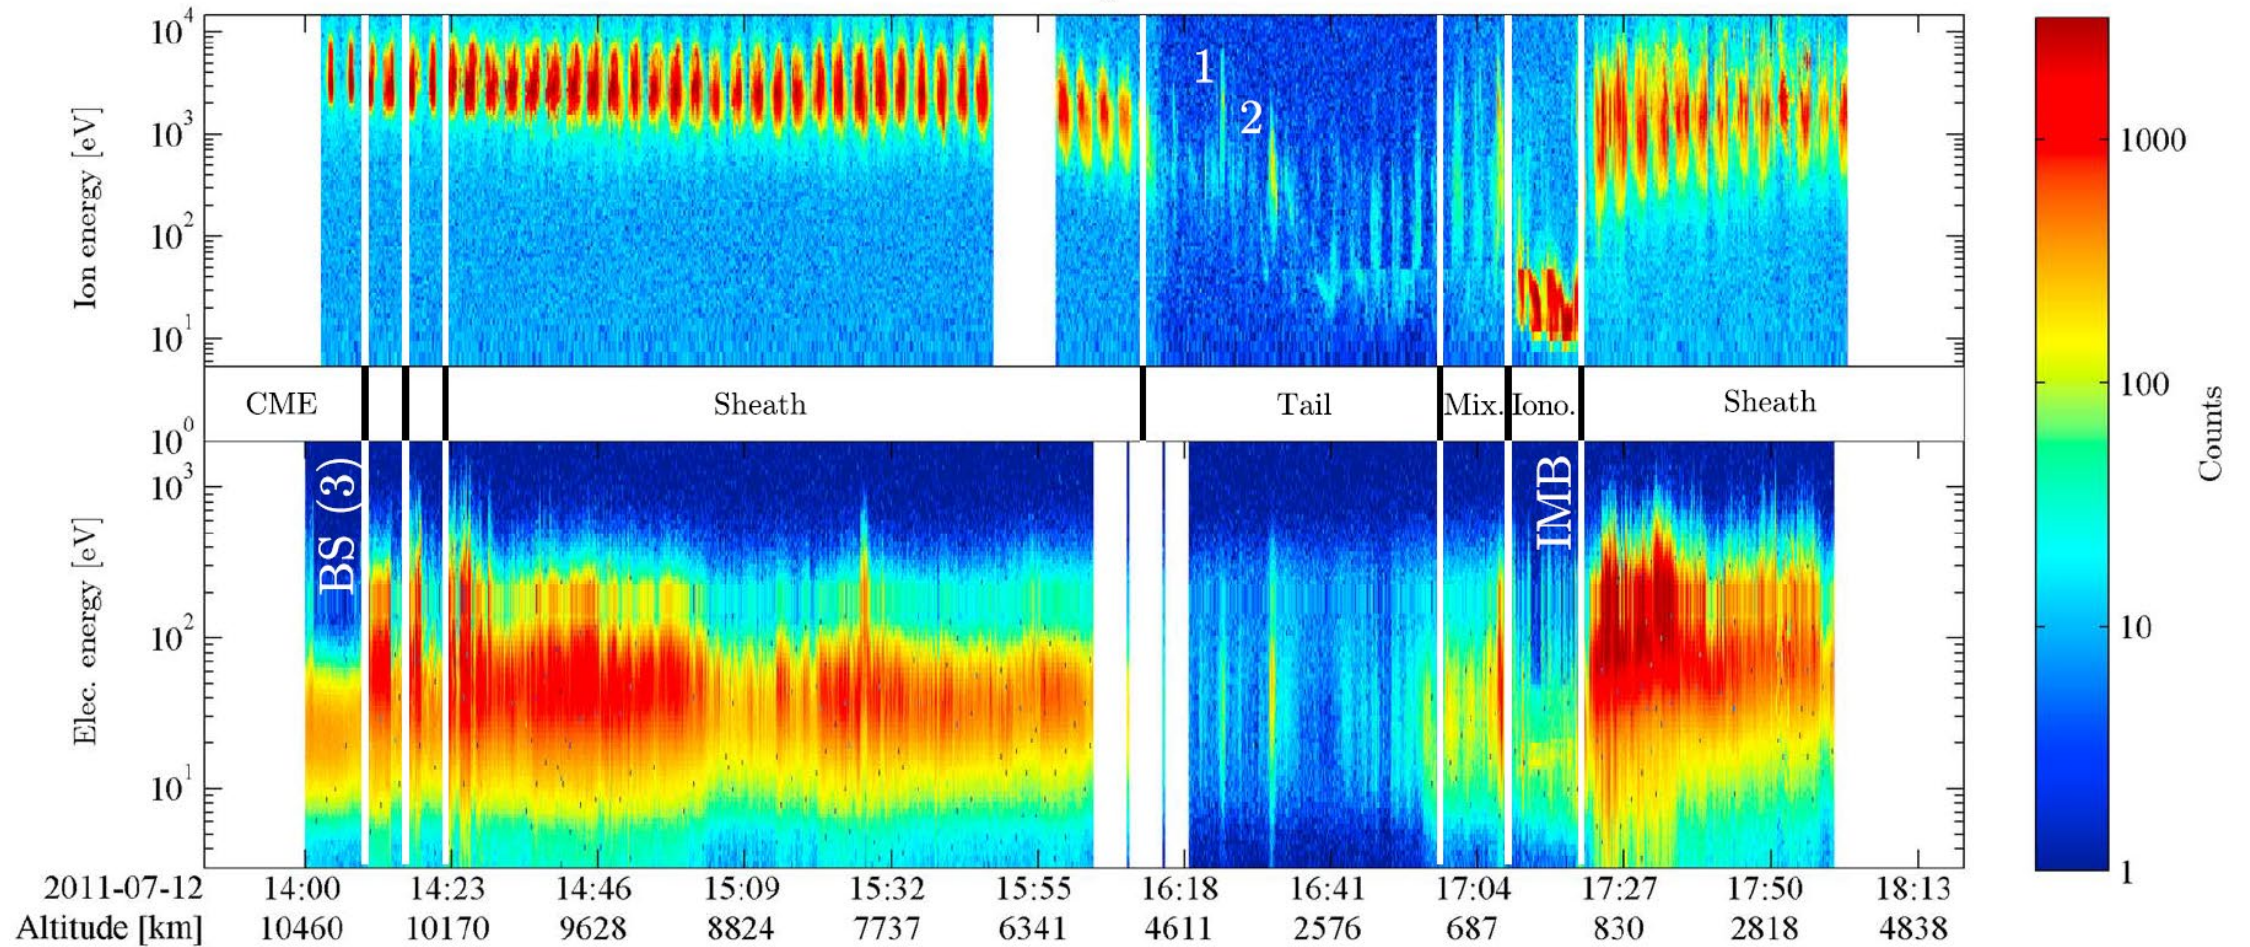 Ion energy [eV]
10^4
10^3
10^2
10^1
10^0
1
2
CME
Sheath
Tail
Mix.
Iono.
Sheath
Elec. energy [eV]
10^3
10^2
10^1
BS (3)
IMB
2011-07-12 14:00 14:23 14:46 15:09 15:32 15:55 16:18 16:41 17:04 17:27 17:50 18:13
Altitude [km] 10460 10170 9628 8824 7737 6341 4611 2576 687 830 2818 4838
1000
100
10
1
Counts